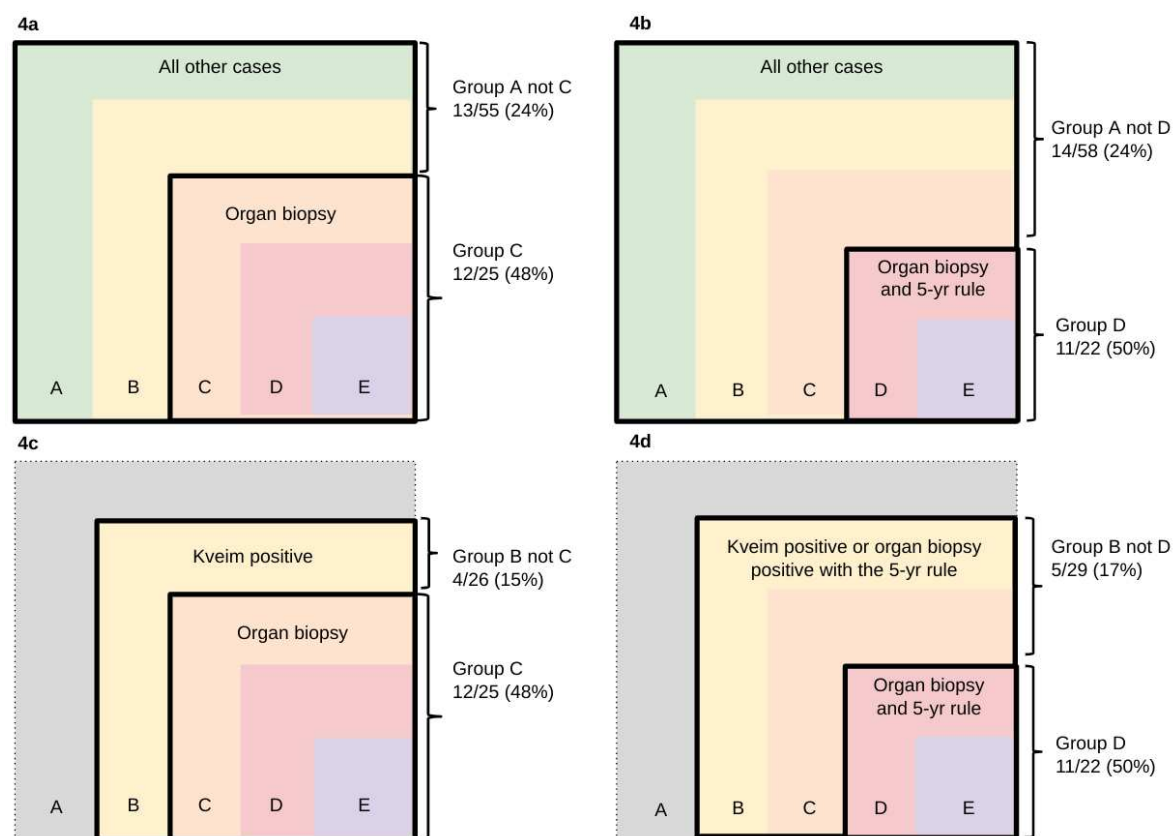 4a
All other cases
Group A not C
13/55 (24%)
Organ biopsy
Group C
12/25 (48%)
A B C D E
4b
All other cases
Group A not D
14/58 (24%)
Organ biopsy
and 5-yr rule
Group D
11/22 (50%)
A B C D E
4c
Kveim positive
Group B not C
4/26 (15%)
Organ biopsy
Group C
12/25 (48%)
A B C D E
4d
Kveim positive or organ biopsy
positive with the 5-yr rule
Group B not D
5/29 (17%)
Organ biopsy
and 5-yr rule
Group D
11/22 (50%)
A B C D E